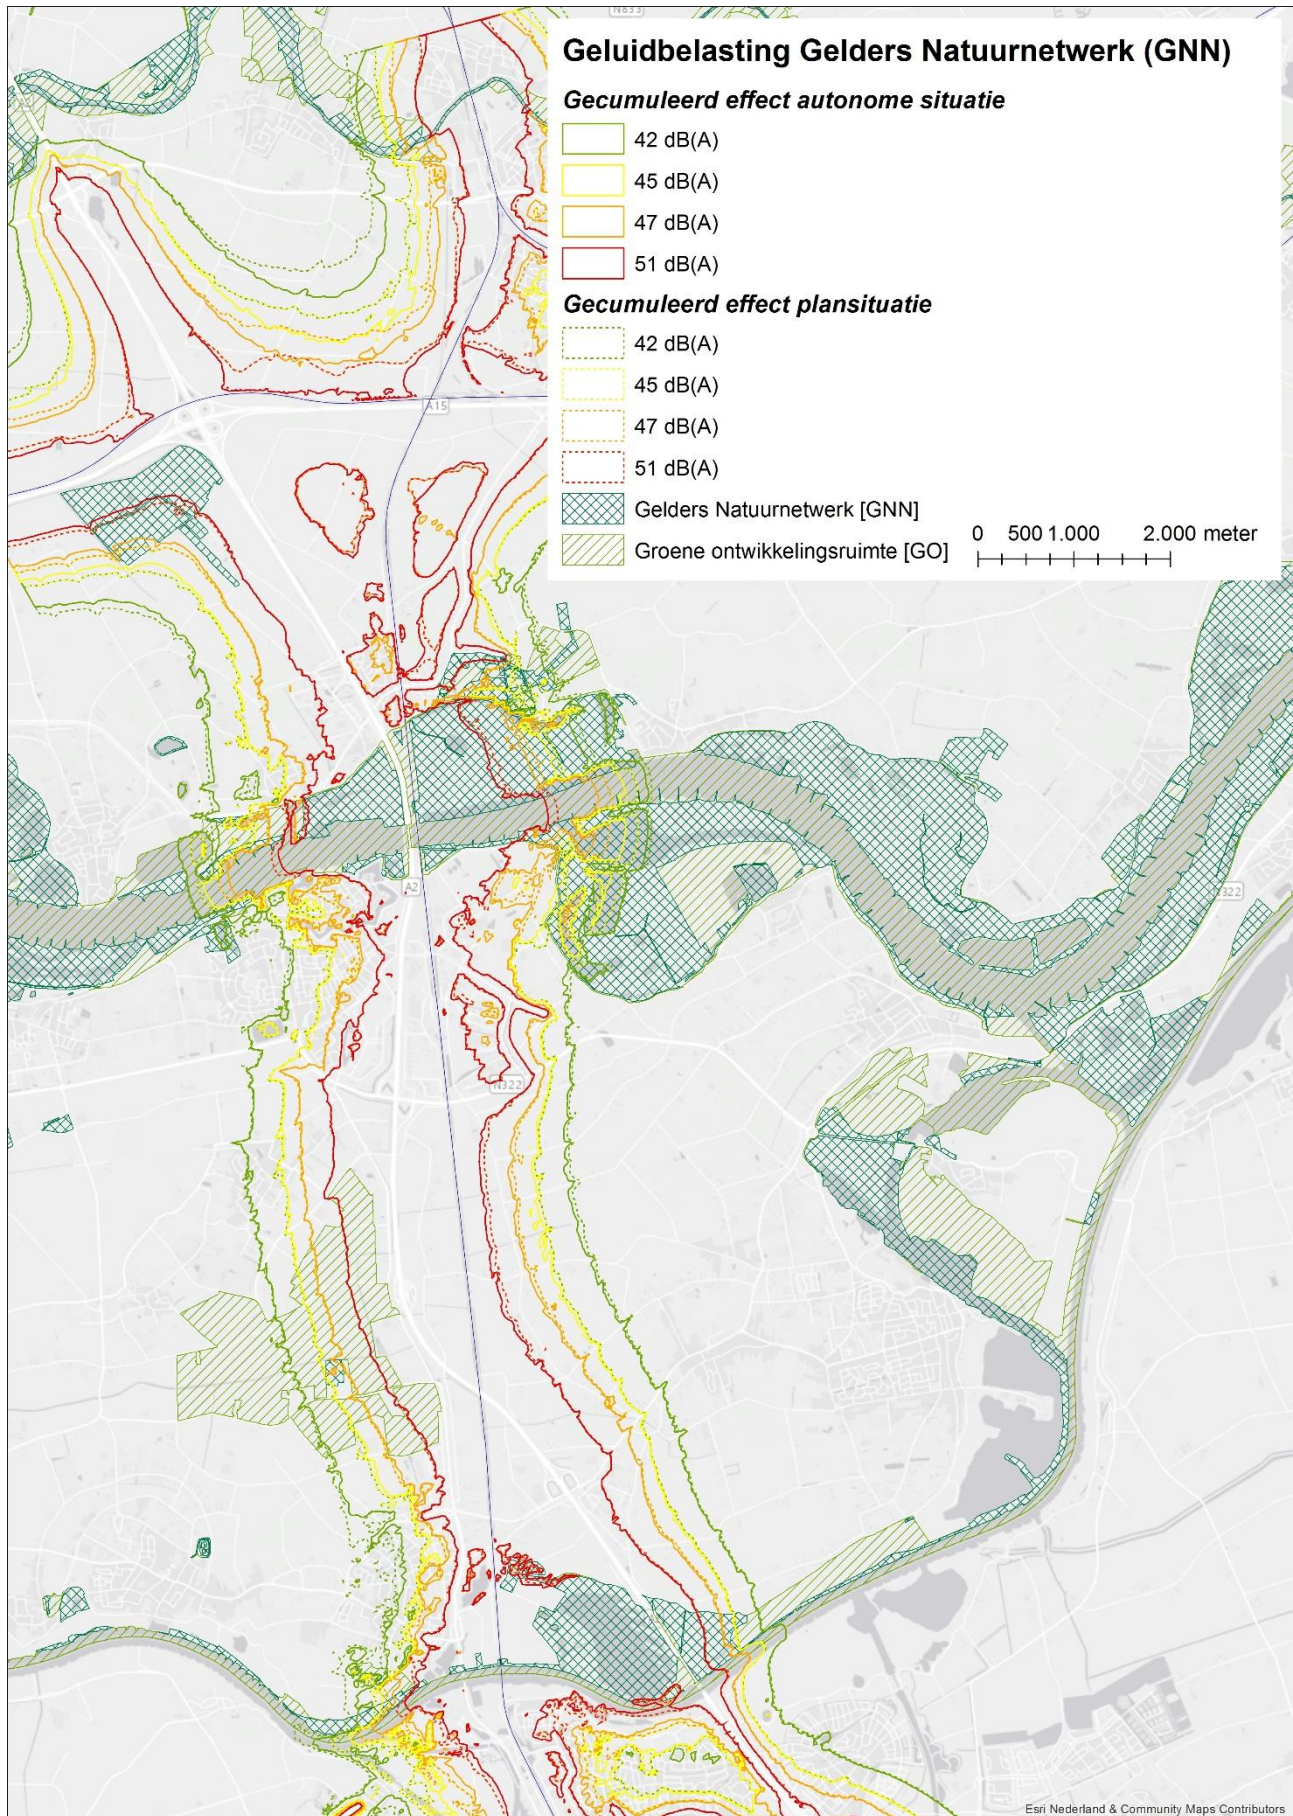 N833
Geluidbelasting Gelders Natuurnetwerk (GNN)
Gecumuleerd effect autonome situatie
42 dB(A)
45 dB(A)
47 dB(A)
51 dB(A)
Gecumuleerd effect plansituatie
42 dB(A)
45 dB(A)
47 dB(A)
51 dB(A)
Gelders Natuurnetwerk [GNN]
Groene ontwikkelingsruimte [GO]
0 500 1.000 2.000 meter
A2
A15
A2
N322
N322
Esri Nederland & Community Maps Contributors